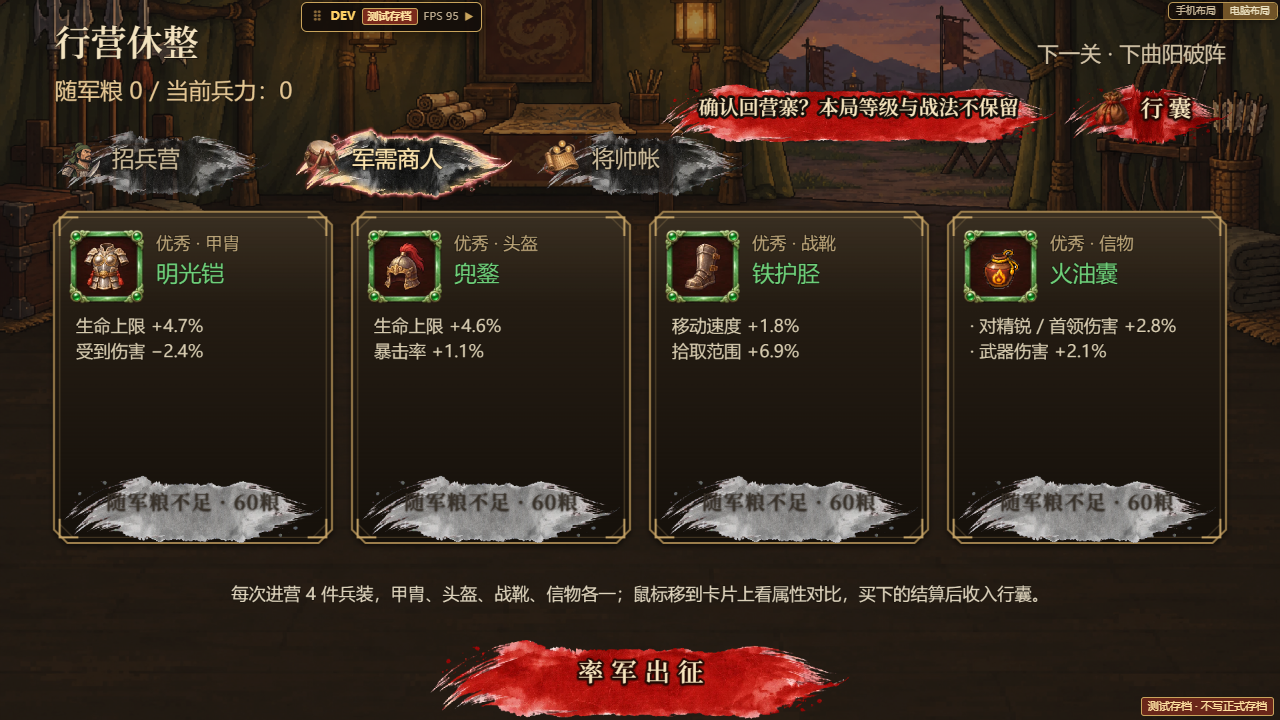 DEV 测试存档 FPS 95 ▶
手机布局 电脑布局
行营休整
下一关 · 下曲阳破阵
随军粮 0 / 当前兵力：0
确认回营寨？本局等级与战法不保留
行囊
招兵营
军需商人
将帅帐
优秀 · 甲胄
明光铠
生命上限 +4.7%
受到伤害 −2.4%
随军粮不足 · 60粮
优秀 · 头盔
兜鍪
生命上限 +4.6%
暴击率 +1.1%
随军粮不足 · 60粮
优秀 · 战靴
铁护胫
移动速度 +1.8%
拾取范围 +6.9%
随军粮不足 · 60粮
优秀 · 信物
火油囊
· 对精锐 / 首领伤害 +2.8%
· 武器伤害 +2.1%
随军粮不足 · 60粮
每次进营 4 件兵装，甲胄、头盔、战靴、信物各一；鼠标移到卡片上看属性对比，买下的结算后收入行囊。
率军出征
测试存档 · 不写正式存档